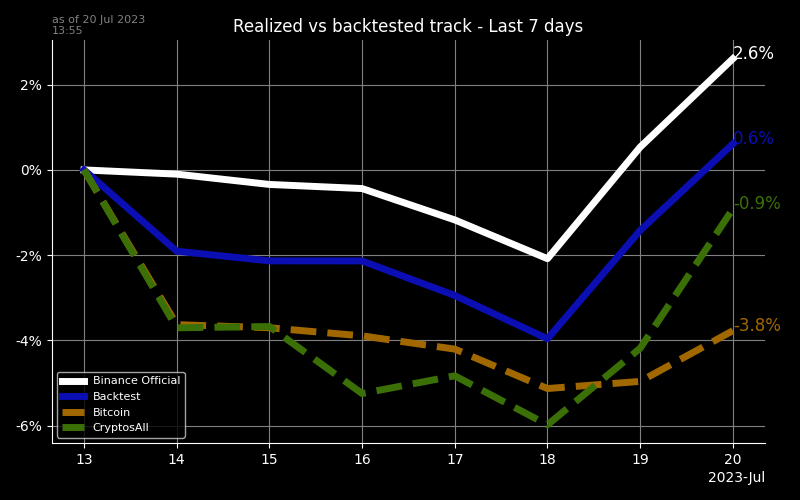 as of 20 Jul 2023
13:55
Realized vs backtested track - Last 7 days
2%
0%
-2%
-4%
-6%
2.6%
0.6%
-0.9%
-3.8%
Binance Official
Backtest
Bitcoin
CryptosAll
13 14 15 16 17 18 19 20
2023-Jul